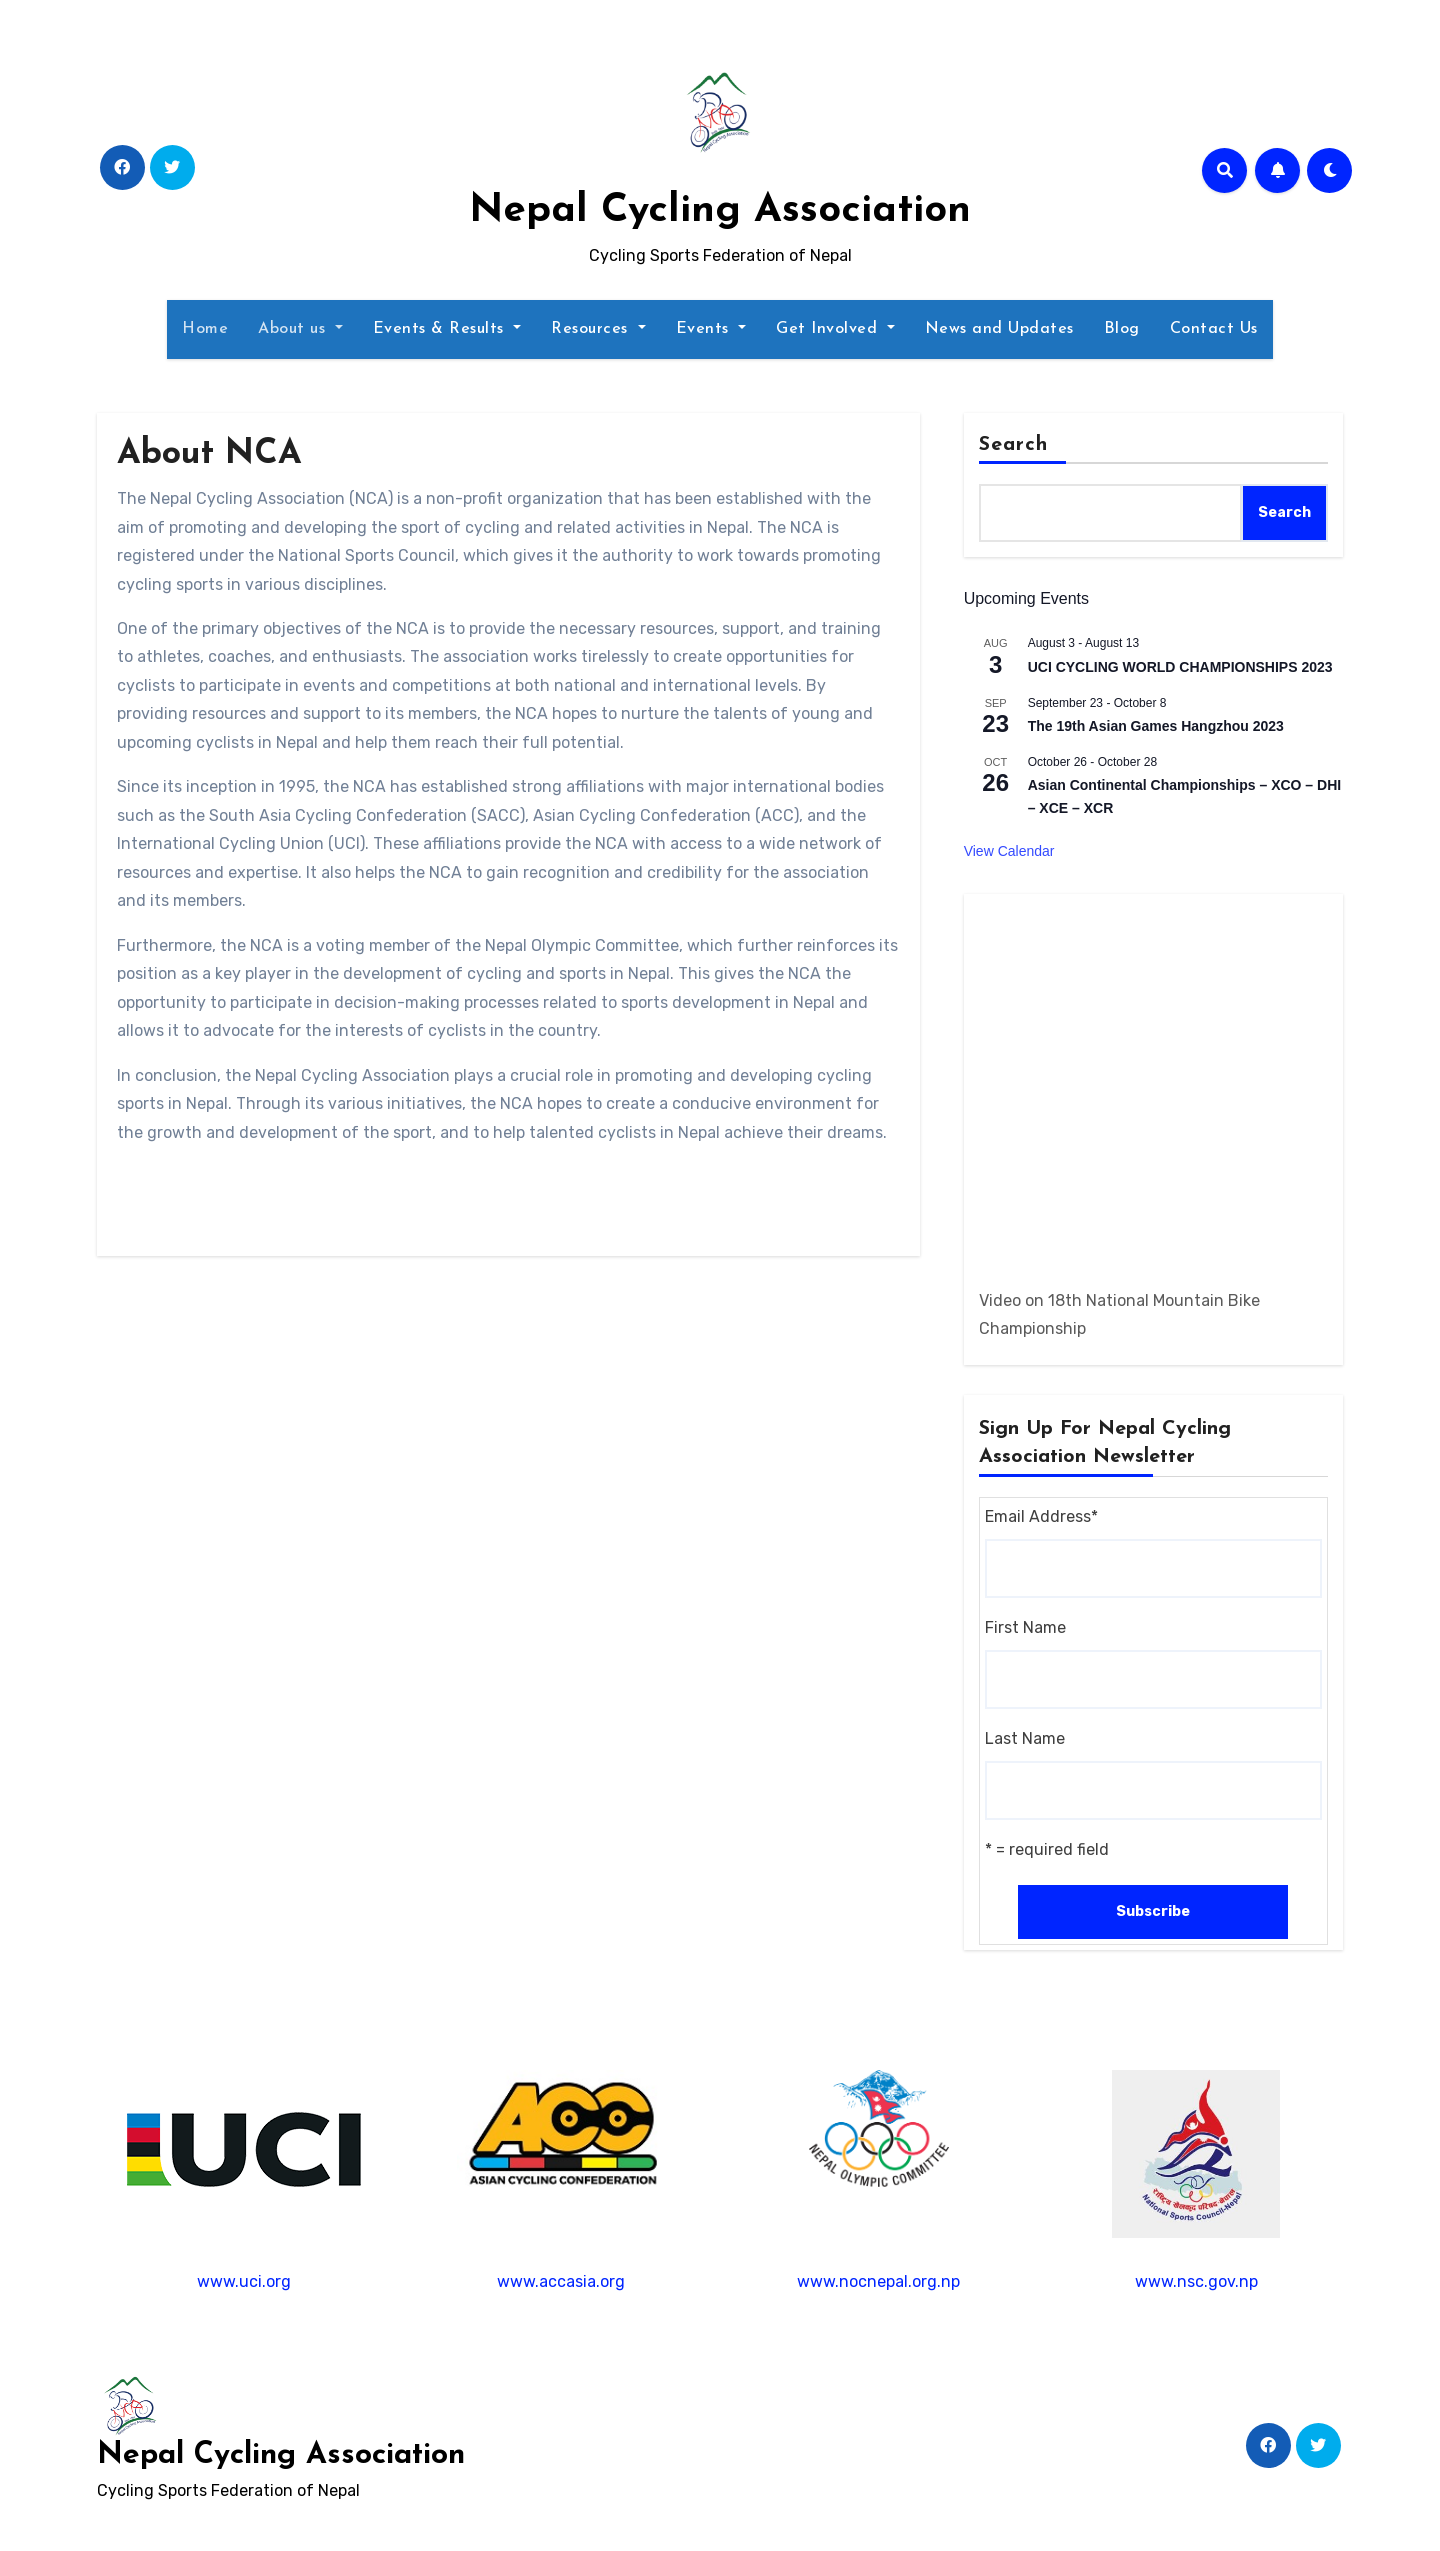 Nepal Cycling Association
Cycling Sports Federation of Nepal
Home About us Events & Results Resources Events Get Involved News and Updates Blog Contact Us
About NCA
The Nepal Cycling Association (NCA) is a non-profit organization that has been established with the
aim of promoting and developing the sport of cycling and related activities in Nepal. The NCA is
registered under the National Sports Council, which gives it the authority to work towards promoting
cycling sports in various disciplines.
One of the primary objectives of the NCA is to provide the necessary resources, support, and training
to athletes, coaches, and enthusiasts. The association works tirelessly to create opportunities for
cyclists to participate in events and competitions at both national and international levels. By
providing resources and support to its members, the NCA hopes to nurture the talents of young and
upcoming cyclists in Nepal and help them reach their full potential.
Since its inception in 1995, the NCA has established strong affiliations with major international bodies
such as the South Asia Cycling Confederation (SACC), Asian Cycling Confederation (ACC), and the
International Cycling Union (UCI). These affiliations provide the NCA with access to a wide network of
resources and expertise. It also helps the NCA to gain recognition and credibility for the association
and its members.
Furthermore, the NCA is a voting member of the Nepal Olympic Committee, which further reinforces its
position as a key player in the development of cycling and sports in Nepal. This gives the NCA the
opportunity to participate in decision-making processes related to sports development in Nepal and
allows it to advocate for the interests of cyclists in the country.
In conclusion, the Nepal Cycling Association plays a crucial role in promoting and developing cycling
sports in Nepal. Through its various initiatives, the NCA hopes to create a conducive environment for
the growth and development of the sport, and to help talented cyclists in Nepal achieve their dreams.
Search
Search
Upcoming Events
AUG
3
August 3 - August 13
UCI CYCLING WORLD CHAMPIONSHIPS 2023
SEP
23
September 23 - October 8
The 19th Asian Games Hangzhou 2023
OCT
26
October 26 - October 28
Asian Continental Championships – XCO – DHI
– XCE – XCR
View Calendar
Video on 18th National Mountain Bike
Championship
Sign Up For Nepal Cycling
Association Newsletter
Email Address*
First Name
Last Name
* = required field
Subscribe
UCI
ACC
ASIAN CYCLING CONFEDERATION
NEPAL OLYMPIC COMMITTEE
राष्ट्रिय खेलकुद परिषद नेपाल
National Sports Council-Nepal
www.uci.org
www.accasia.org
www.nocnepal.org.np
www.nsc.gov.np
Nepal Cycling Association
Cycling Sports Federation of Nepal